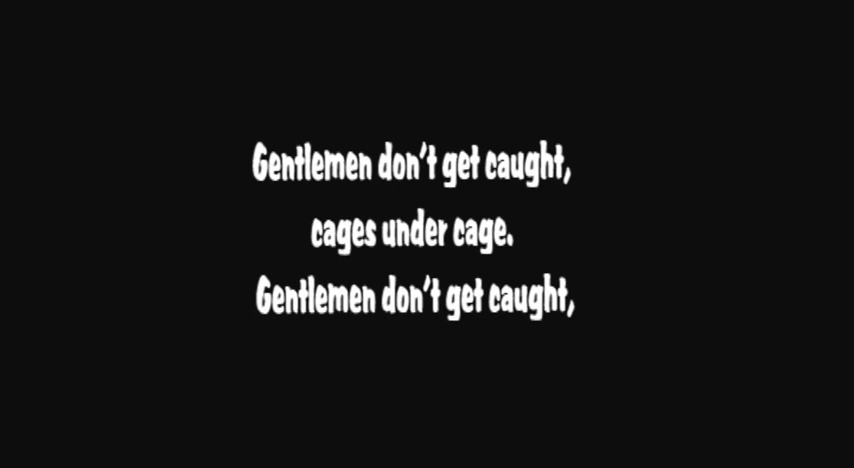 Gentlemen don't get caught,
cages under cage.
Gentlemen don't get caught,